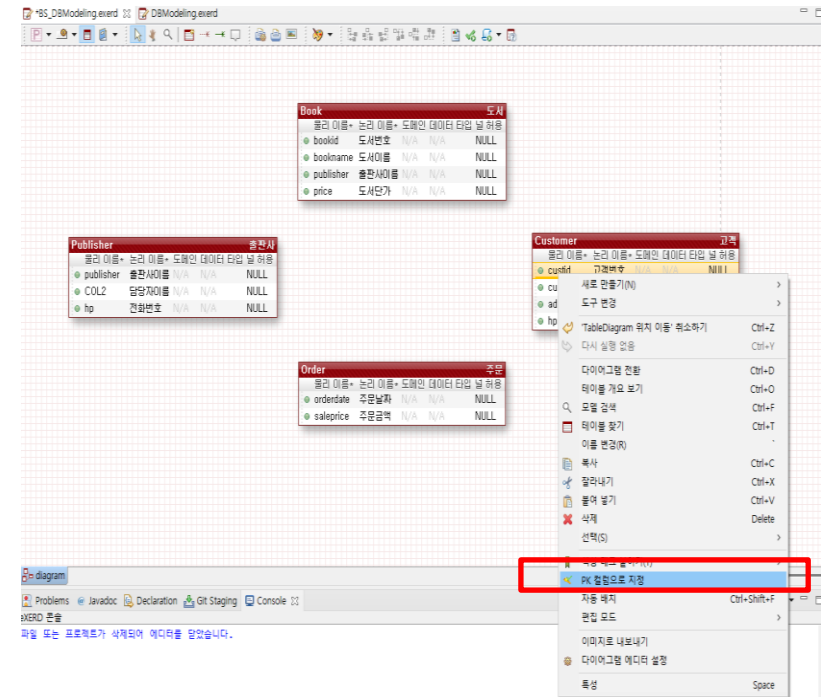 *BS_DBModeling.exerd DBModeling.exerd
Book 도서
물리 이름* 논리 이름* 도메인 데이터 타입 널 허용
bookid 도서번호 N/A N/A NULL
bookname 도서이름 N/A N/A NULL
publisher 출판사이름 N/A N/A NULL
price 도서단가 N/A N/A NULL
Publisher 출판사
물리 이름* 논리 이름* 도메인 데이터 타입 널 허용
publisher 출판사이름 N/A N/A NULL
COL2 담당자이름 N/A N/A NULL
hp 전화번호 N/A N/A NULL
Customer 고객
물리 이름* 논리 이름* 도메인 데이터 타입 널 허용
custid 고객번호 N/A N/A NULL
cu
ad
hp
Order 주문
물리 이름* 논리 이름* 도메인 데이터 타입 널 허용
orderdate 주문날짜 N/A N/A NULL
saleprice 주문금액 N/A N/A NULL
새로 만들기(N)
도구 변경
'TableDiagram 위치 이동' 취소하기 Ctrl+Z
다시 실행 없음 Ctrl+Y
다이어그램 전환 Ctrl+D
테이블 개요 보기 Ctrl+O
모델 검색 Ctrl+F
테이블 찾기 Ctrl+T
이름 변경(R) `
복사 Ctrl+C
잘라내기 Ctrl+X
붙여 넣기 Ctrl+V
삭제 Delete
선택(S)
PK 컬럼으로 지정
자동 배치 Ctrl+Shift+F
편집 모드
이미지로 내보내기
다이어그램 에디터 설정
특성 Space
diagram
Problems Javadoc Declaration Git Staging Console
eXERD 콘솔
파일 또는 프로젝트가 삭제되어 에디터를 닫았습니다.